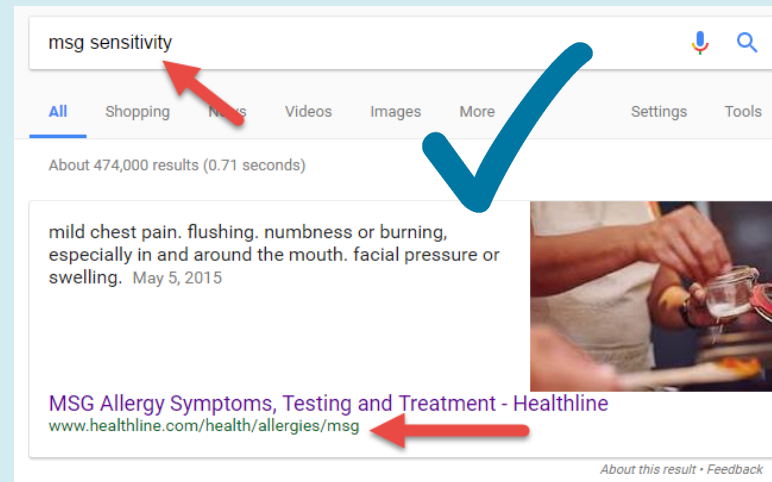 msg sensitivity
All Shopping News Videos Images More Settings Tools
About 474,000 results (0.71 seconds)
mild chest pain. flushing. numbness or burning,
especially in and around the mouth. facial pressure or
swelling. May 5, 2015
MSG Allergy Symptoms, Testing and Treatment - Healthline
www.healthline.com/health/allergies/msg
About this result • Feedback